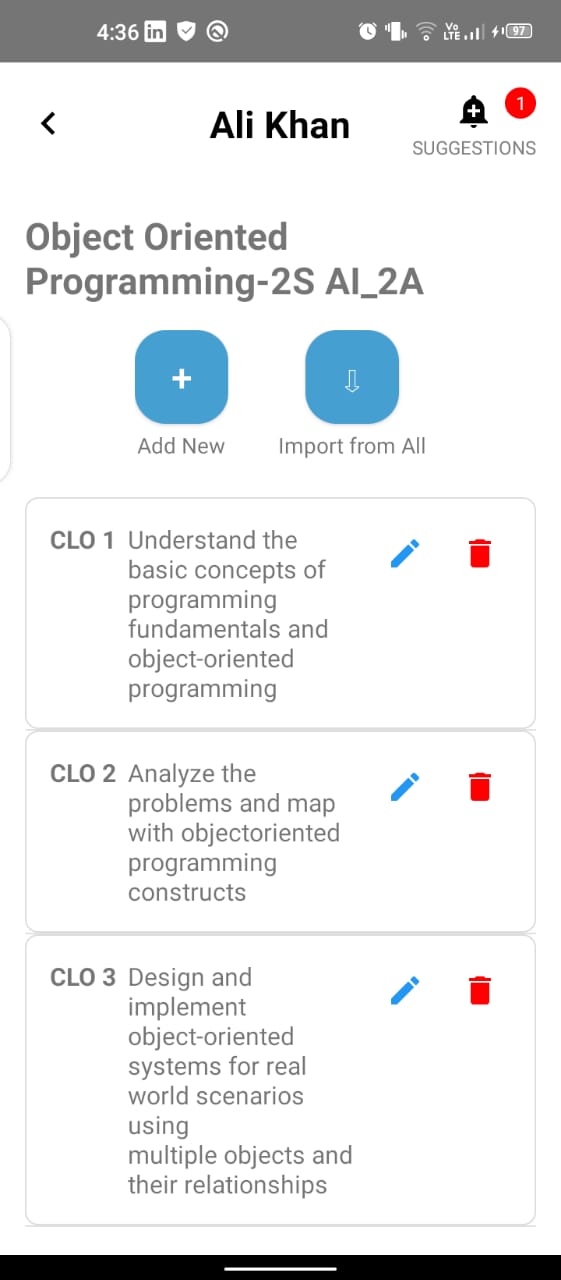 4:36 in Vo LTE 97
Ali Khan
1
SUGGESTIONS
Object Oriented
Programming-2S AI_2A
+
⇩
Add New
Import from All
CLO 1 Understand the
basic concepts of
programming
fundamentals and
object-oriented
programming
CLO 2 Analyze the
problems and map
with objectoriented
programming
constructs
CLO 3 Design and
implement
object-oriented
systems for real
world scenarios
using
multiple objects and
their relationships